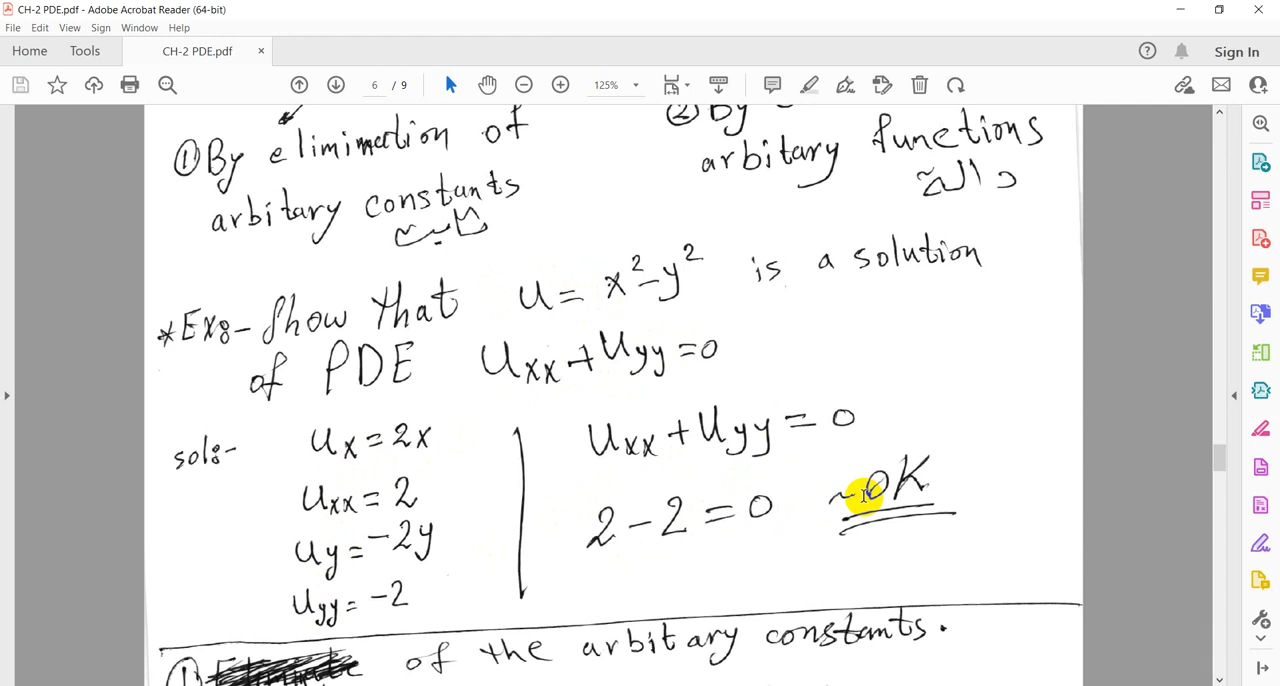 CH-2 PDE.pdf - Adobe Acrobat Reader (64-bit)
File Edit View Sign Window Help
Home Tools CH-2 PDE.pdf × Sign In
6 / 9 125%
① By elimination of
arbitary constants
ثابت
② By
arbitary functions
دالة
*Ex:- Show that u = x² - y² is a solution
of PDE Uxx + Uyy = 0
sol:-
Ux = 2x
Uxx = 2
Uy = -2y
Uyy = -2
Uxx + Uyy = 0
2 - 2 = 0 ~OK
of the arbitary constants.